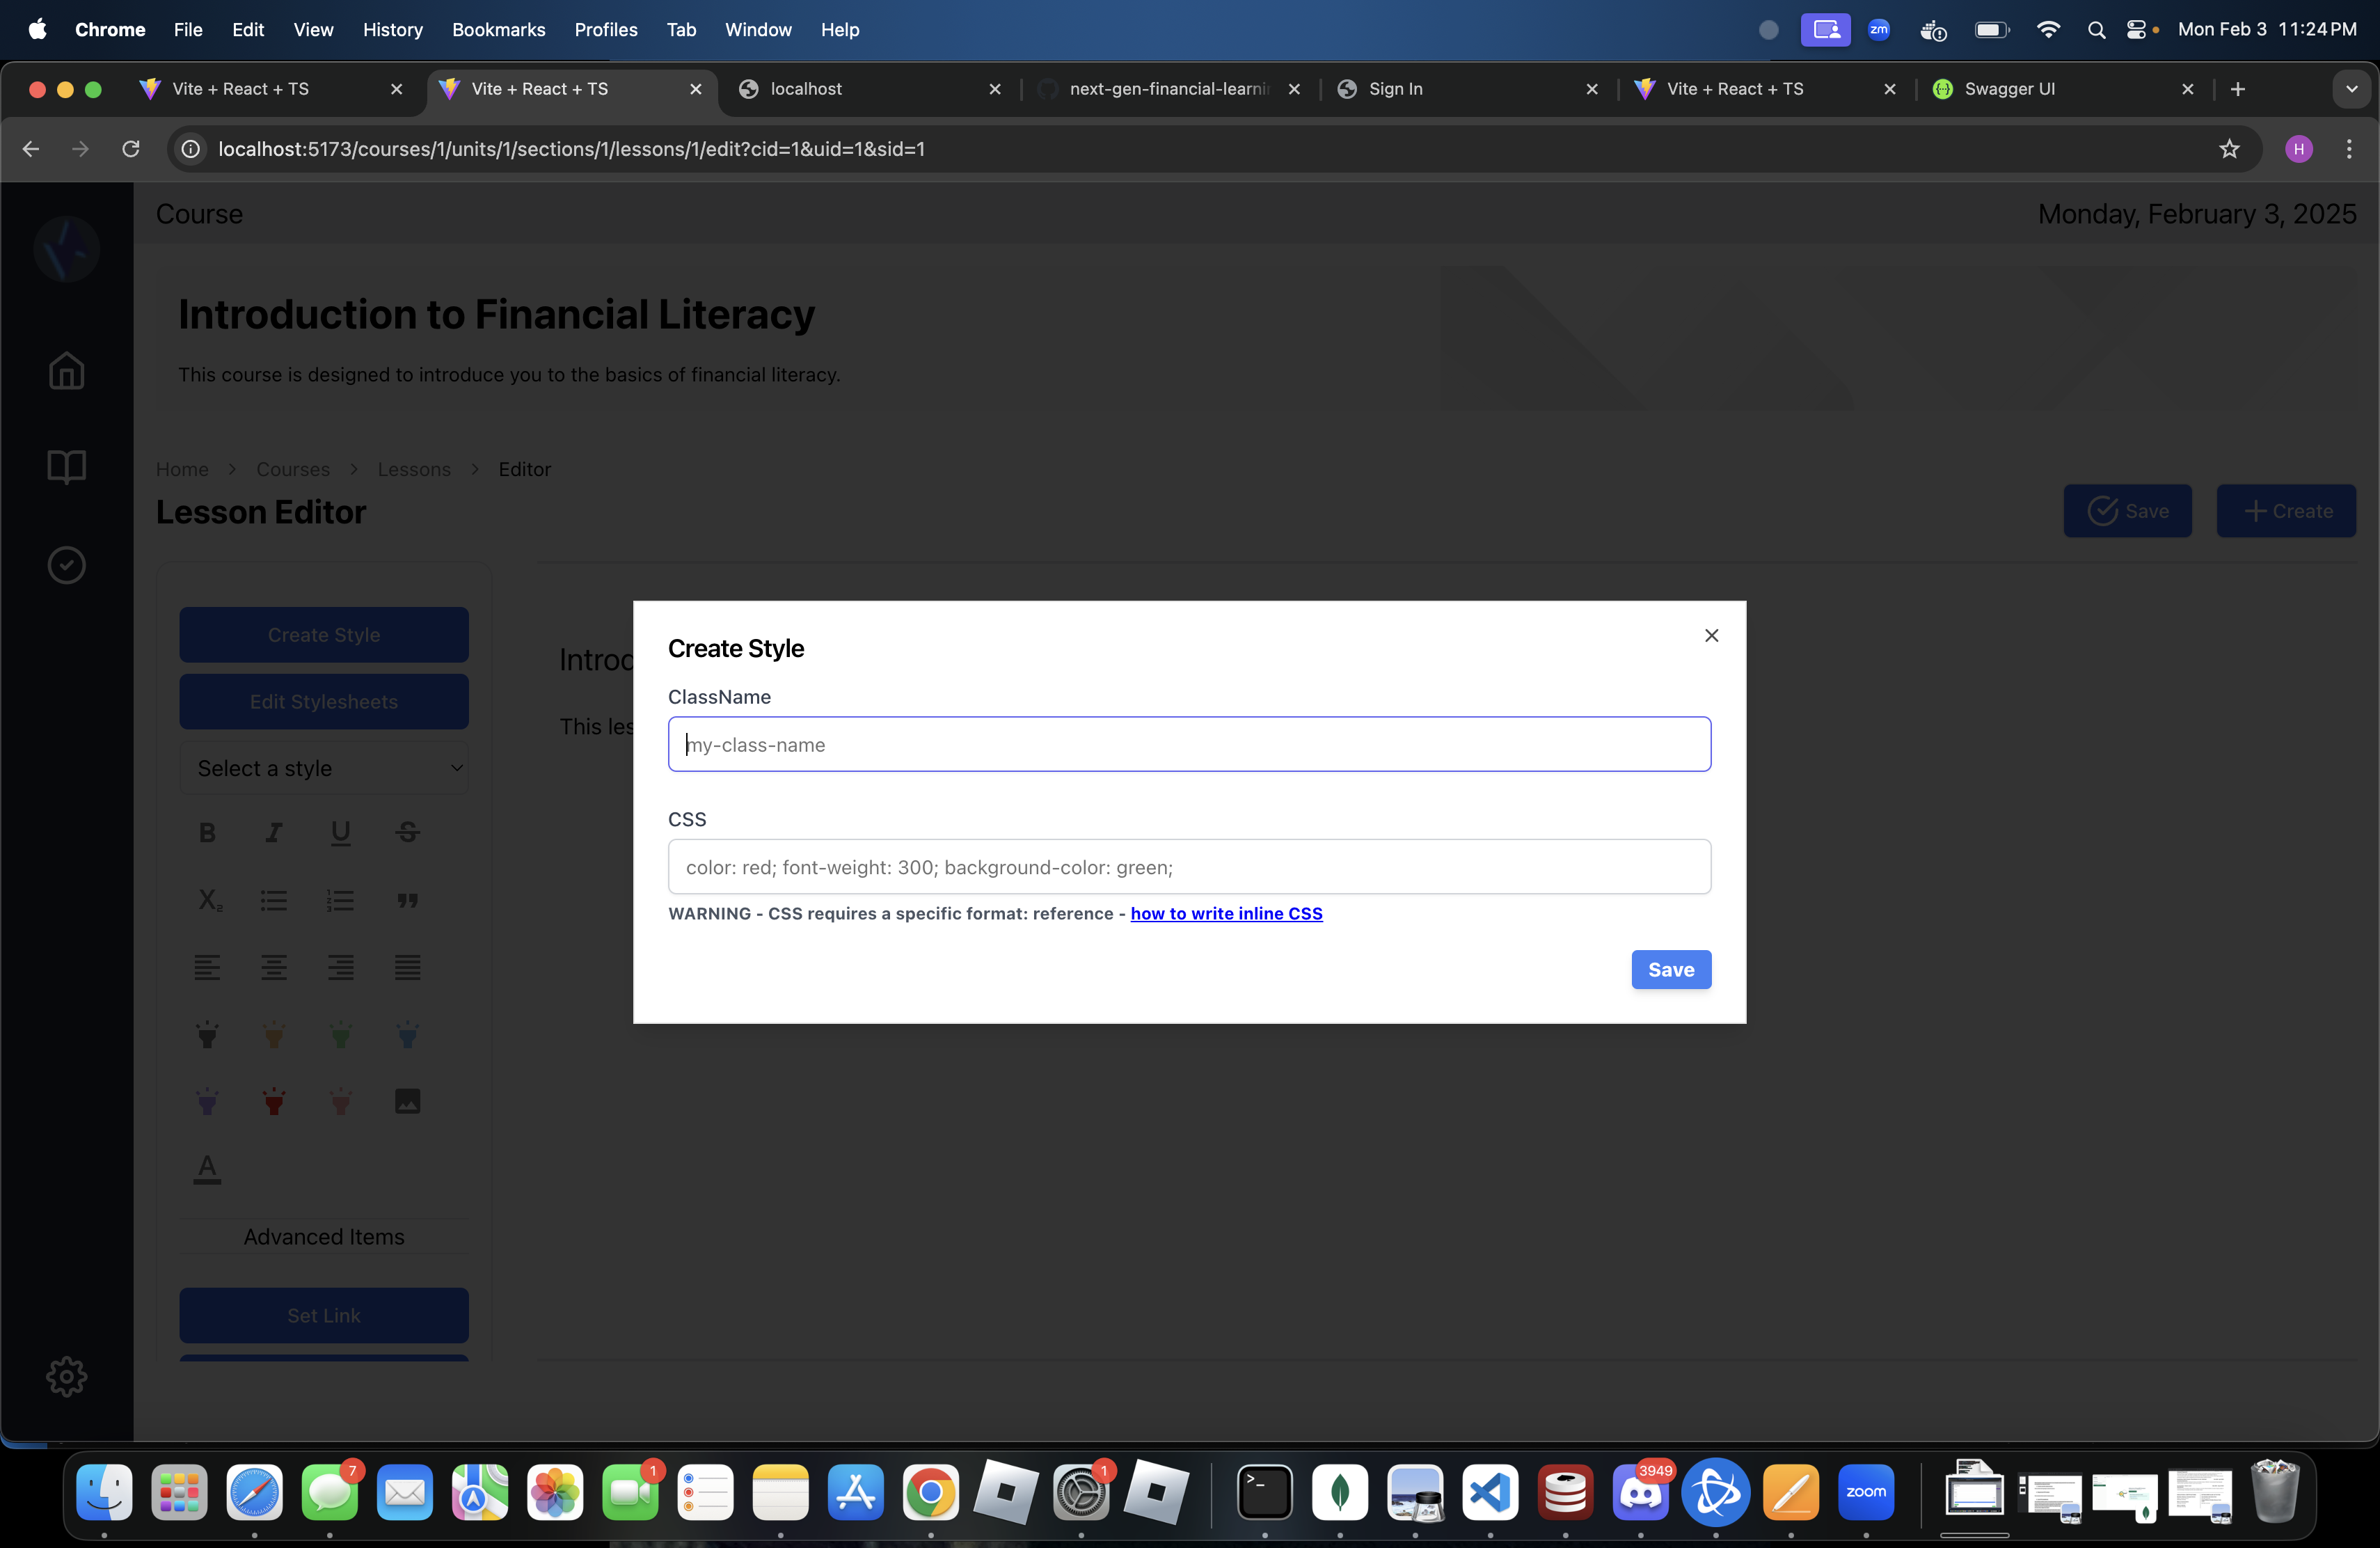 Chrome File Edit View History Bookmarks Profiles Tab Window Help
zm
Mon Feb 3 11:24 PM
Vite + React + TS
Vite + React + TS
localhost
next-gen-financial-learni
Sign In
Vite + React + TS
Swagger UI
localhost:5173/courses/1/units/1/sections/1/lessons/1/edit?cid=1&uid=1&sid=1
H
Course
Monday, February 3, 2025
Introduction to Financial Literacy
This course is designed to introduce you to the basics of financial literacy.
Home > Courses > Lessons > Editor
Lesson Editor
Save
+ Create
Create Style
Edit Stylesheets
Select a style
B I U S
X₂
A
Advanced Items
Set Link
Introd
This les
Create Style
ClassName
my-class-name
CSS
color: red; font-weight: 300; background-color: green;
WARNING - CSS requires a specific format: reference - how to write inline CSS
Save
7
1
1
3949
zoom